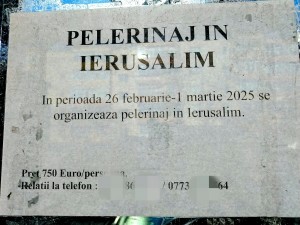 PELERINAJ IN
IERUSALIM
In perioada 26 februarie-1 martie 2025 se
organizeaza pelerinaj in Ierusalim.
Pret 750 Euro/
Relatii la telefon : / 0773 64